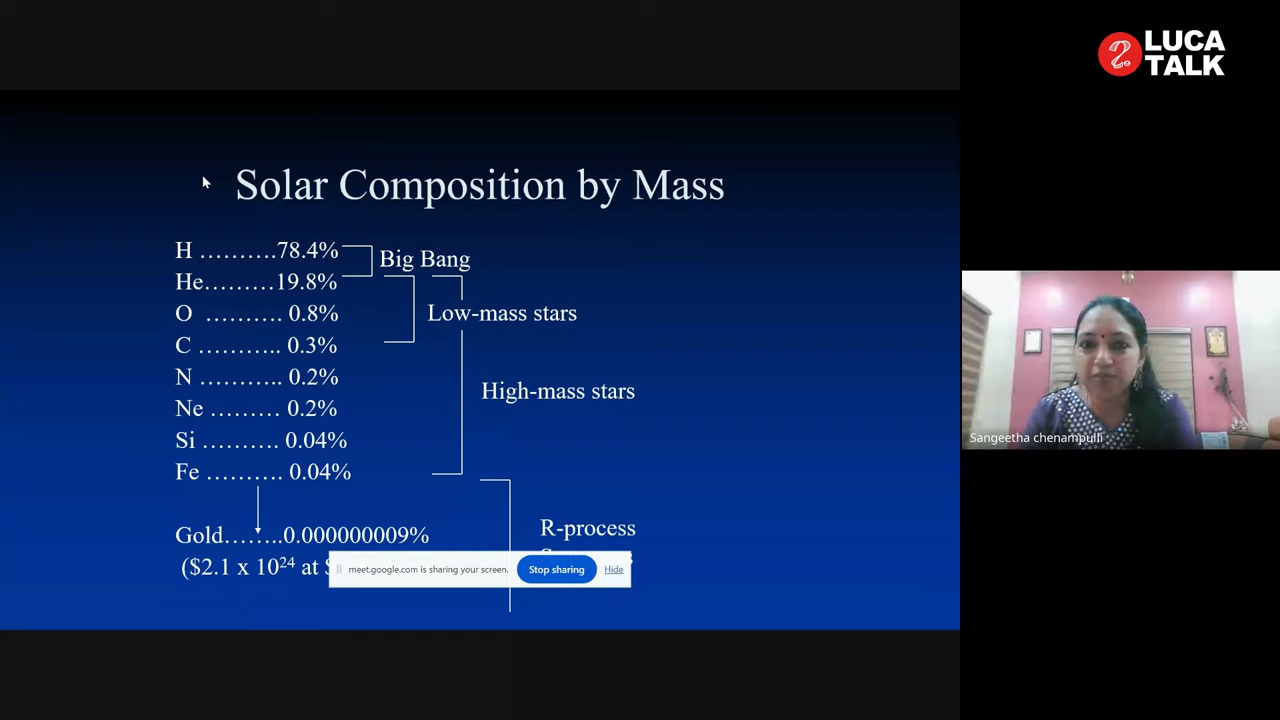 LUCA
TALK
Solar Composition by Mass
H ……….78.4%
Big Bang
He………19.8%
O ………. 0.8%
Low-mass stars
C ……….. 0.3%
N ……….. 0.2%
High-mass stars
Ne ……… 0.2%
Si ………. 0.04%
Fe ………. 0.04%
Gold……..0.000000009%
R-process
($2.1 x 10²⁴ at
meet.google.com is sharing your screen.
Stop sharing
Hide
Sangeetha chenampulli